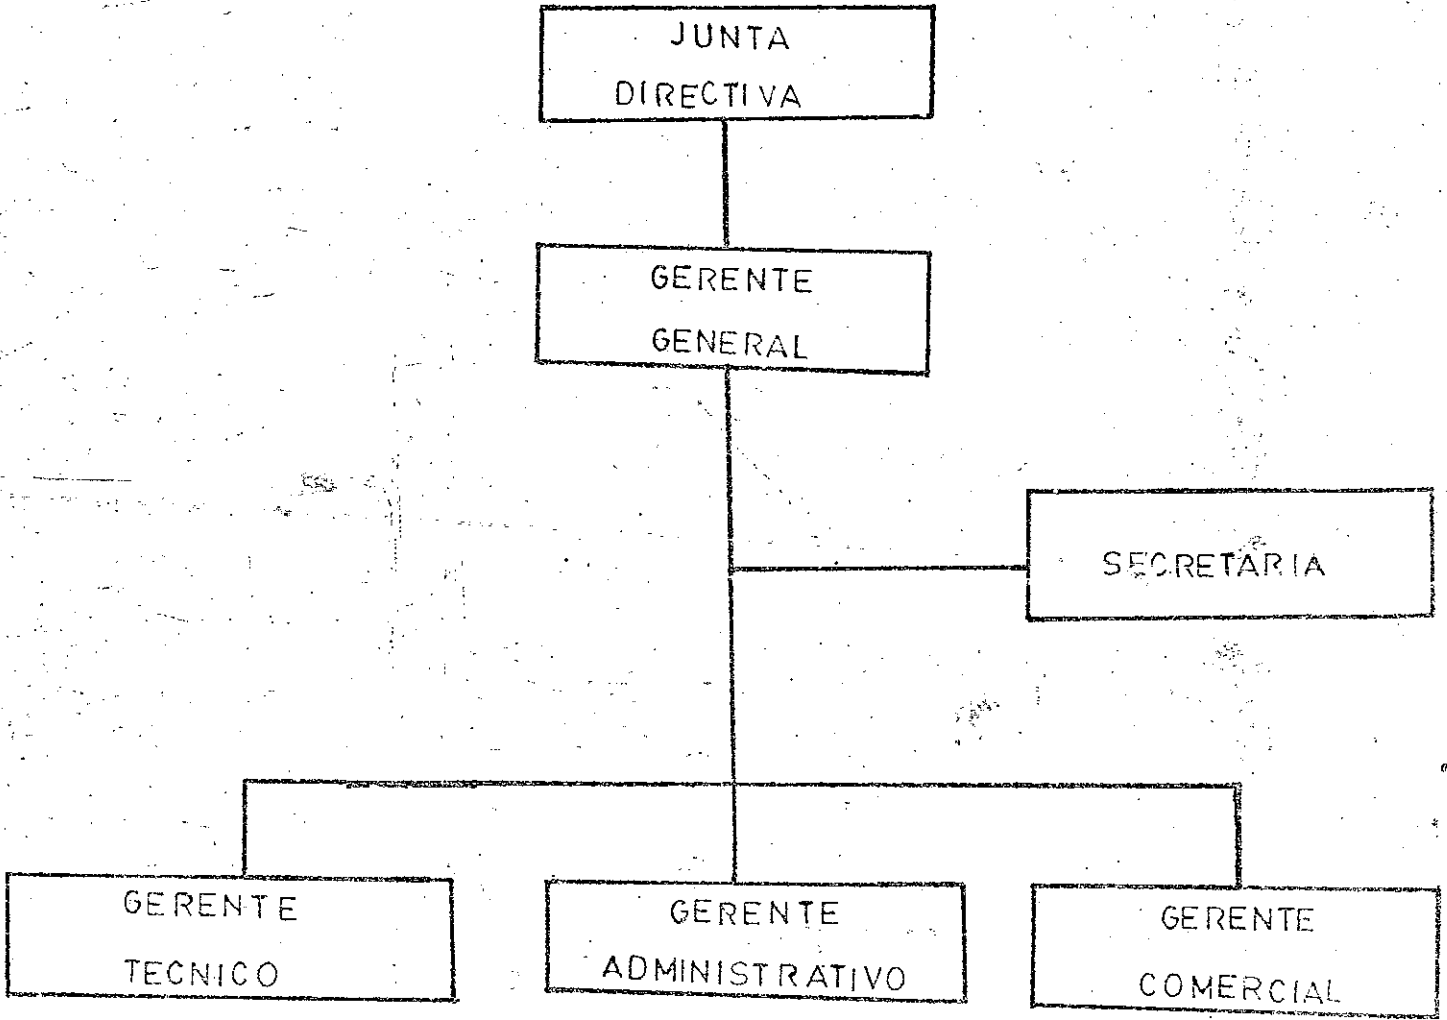 JUNTA
DIRECTIVA
GERENTE
GENERAL
SECRETARIA
GERENTE
TECNICO
GERENTE
ADMINISTRATIVO
GERENTE
COMERCIAL